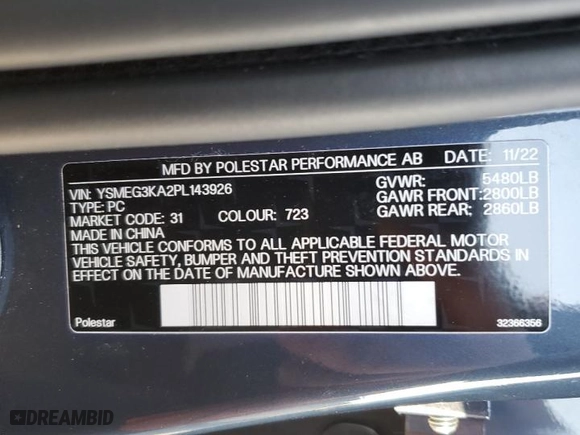 MFD BY POLESTAR PERFORMANCE AB DATE: 11/22
VIN: YSMEG3KA2PL143926 GVWR: 5480LB
TYPE: PC GAWR FRONT:2800LB
MARKET CODE: 31 COLOUR: 723 GAWR REAR: 2860LB
MADE IN CHINA
THIS VEHICLE CONFORMS TO ALL APPLICABLE FEDERAL MOTOR
VEHICLE SAFETY, BUMPER AND THEFT PREVENTION STANDARDS IN
EFFECT ON THE DATE OF MANUFACTURE SHOWN ABOVE.
Polestar 32366356
DREAMBID